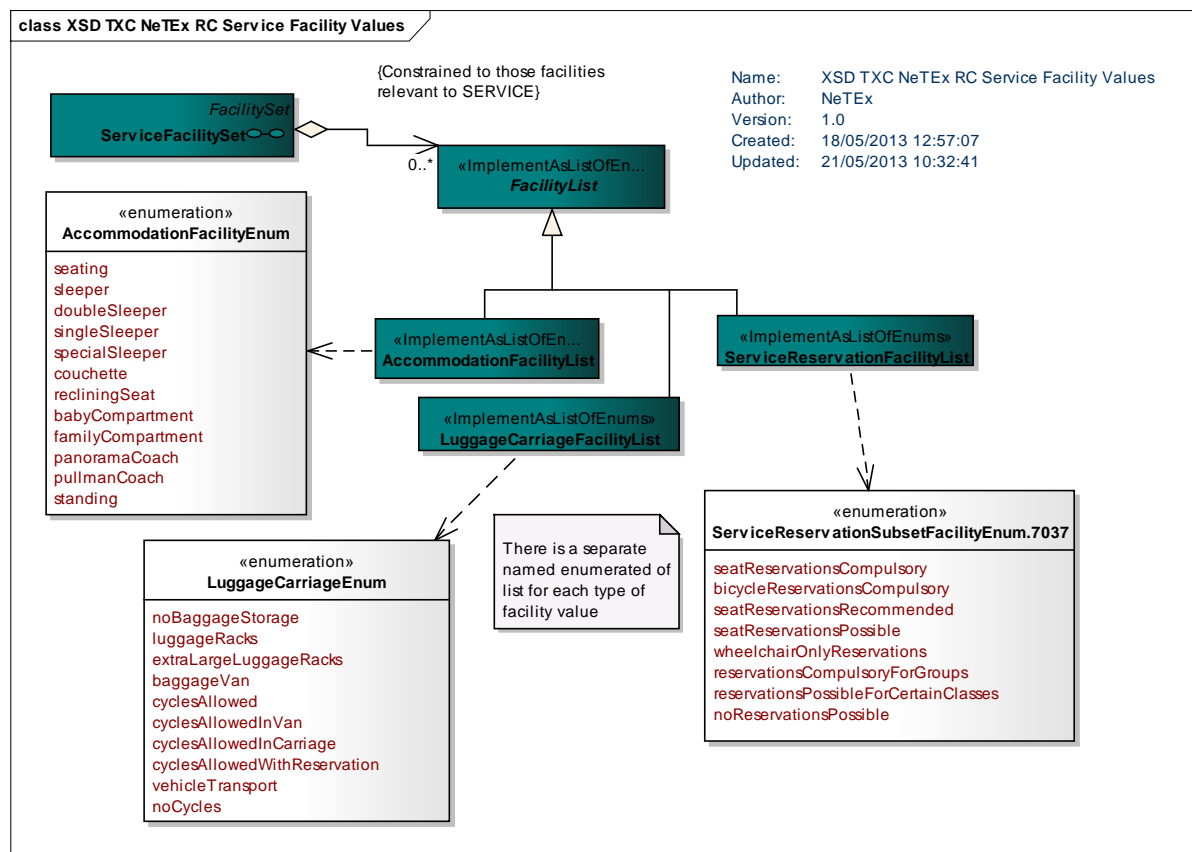 class XSD TXC NeTEx RC Service Facility Values
{Constrained to those facilities
relevant to SERVICE}
Name: XSD TXC NeTEx RC Service Facility Values
Author: NeTEx
Version: 1.0
Created: 18/05/2013 12:57:07
Updated: 21/05/2013 10:32:41
FacilitySet
ServiceFacilitySet
0..*
«ImplementAsListOfEn...
FacilityList
«enumeration»
AccommodationFacilityEnum
seating
sleeper
doubleSleeper
singleSleeper
specialSleeper
couchette
recliningSeat
babyCompartment
familyCompartment
panoramaCoach
pullmanCoach
standing
«ImplementAsListOfEn...
AccommodationFacilityList
«ImplementAsListOfEnums»
ServiceReservationFacilityList
«ImplementAsListOfEnums»
LuggageCarriageFacilityList
«enumeration»
LuggageCarriageEnum
noBaggageStorage
luggageRacks
extraLargeLuggageRacks
baggageVan
cyclesAllowed
cyclesAllowedInVan
cyclesAllowedInCarriage
cyclesAllowedWithReservation
vehicleTransport
noCycles
There is a separate
named enumerated of
list for each type of
facility value
«enumeration»
ServiceReservationSubsetFacilityEnum.7037
seatReservationsCompulsory
bicycleReservationsCompulsory
seatReservationsRecommended
seatReservationsPossible
wheelchairOnlyReservations
reservationsCompulsoryForGroups
reservationsPossibleForCertainClasses
noReservationsPossible